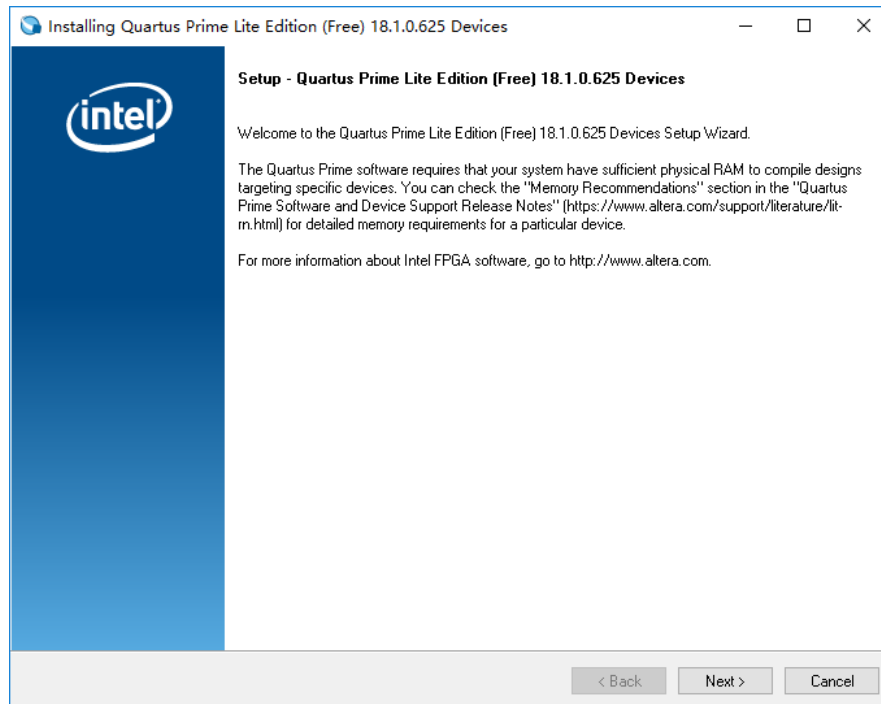 Installing Quartus Prime Lite Edition (Free) 18.1.0.625 Devices
intel
Setup - Quartus Prime Lite Edition (Free) 18.1.0.625 Devices
Welcome to the Quartus Prime Lite Edition (Free) 18.1.0.625 Devices Setup Wizard.
The Quartus Prime software requires that your system have sufficient physical RAM to compile designs
targeting specific devices. You can check the "Memory Recommendations" section in the "Quartus
Prime Software and Device Support Release Notes" (https://www.altera.com/support/literature/lit-
rn.html) for detailed memory requirements for a particular device.
For more information about Intel FPGA software, go to http://www.altera.com.
< Back
Next >
Cancel